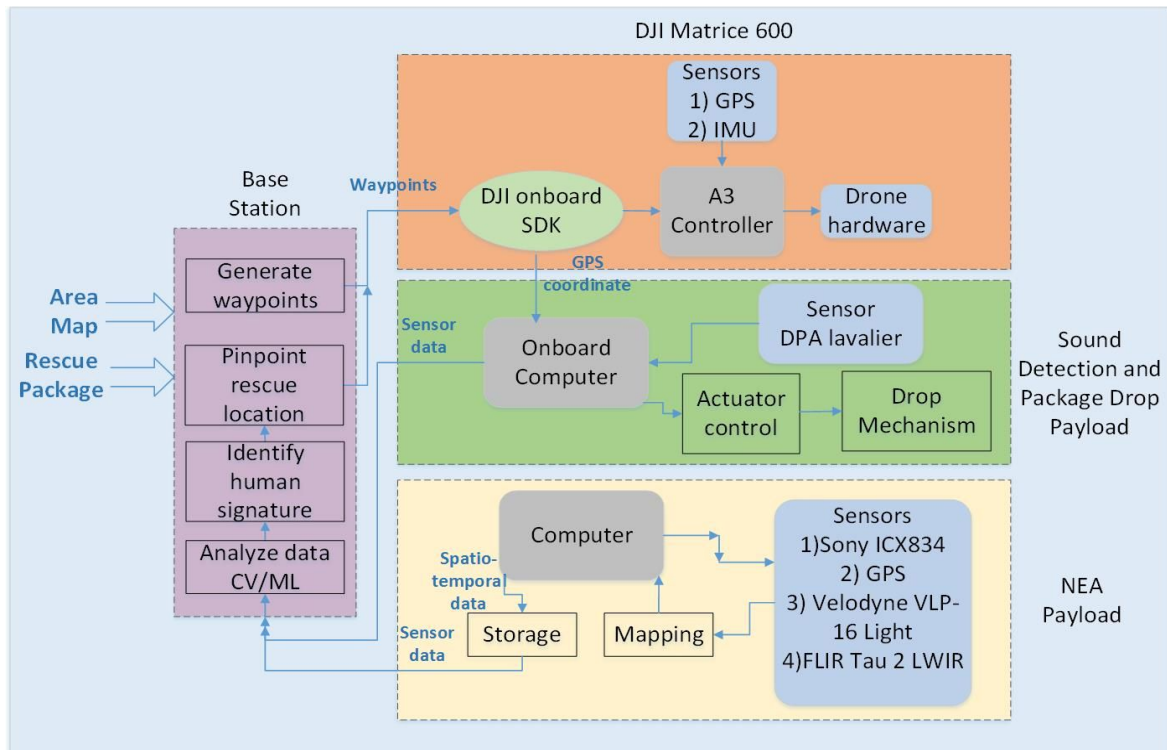 DJI Matrice 600
Sensors
1) GPS
2) IMU
Base
Station
Waypoints
DJI onboard
SDK
A3
Controller
Drone
hardware
Generate
waypoints
GPS
coordinate
Area
Map
Sensor
data
Sensor
DPA lavalier
Onboard
Computer
Rescue
Package
Pinpoint
rescue
location
Actuator
control
Drop
Mechanism
Sound
Detection and
Package Drop
Payload
Identify
human
signature
Analyze data
CV/ML
Computer
Spatio-
temporal
data
Sensors
1)Sony ICX834
2) GPS
3) Velodyne VLP-
16 Light
4)FLIR Tau 2 LWIR
NEA
Payload
Storage
Mapping
Sensor
data